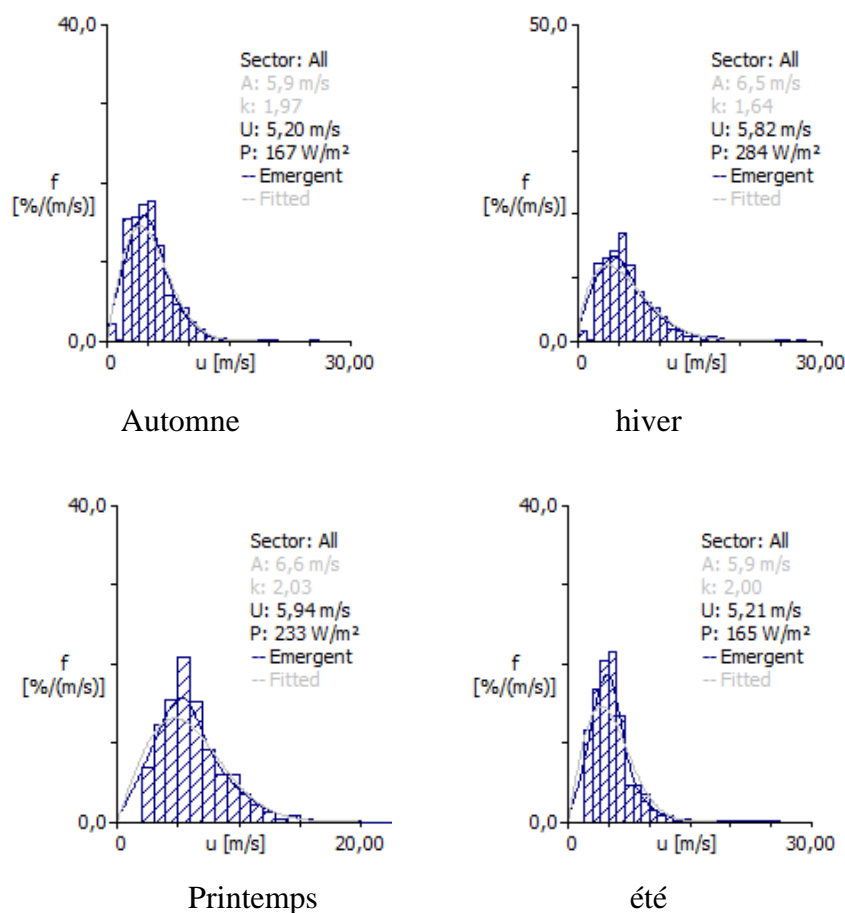 40,0
Sector: All
A: 5,9 m/s
k: 1,97
U: 5,20 m/s
P: 167 W/m²
-- Emergent
-- Fitted
f
[%/(m/s)]
0,0
0
u [m/s]
30,00
Automne
50,0
Sector: All
A: 6,5 m/s
k: 1,64
U: 5,82 m/s
P: 284 W/m²
-- Emergent
-- Fitted
f
[%/(m/s)]
0,0
0
u [m/s]
30,00
hiver
40,0
Sector: All
A: 6,6 m/s
k: 2,03
U: 5,94 m/s
P: 233 W/m²
-- Emergent
-- Fitted
f
[%/(m/s)]
0,0
0
u [m/s]
20,00
Printemps
40,0
Sector: All
A: 5,9 m/s
k: 2,00
U: 5,21 m/s
P: 165 W/m²
-- Emergent
-- Fitted
f
[%/(m/s)]
0,0
0
u [m/s]
30,00
été